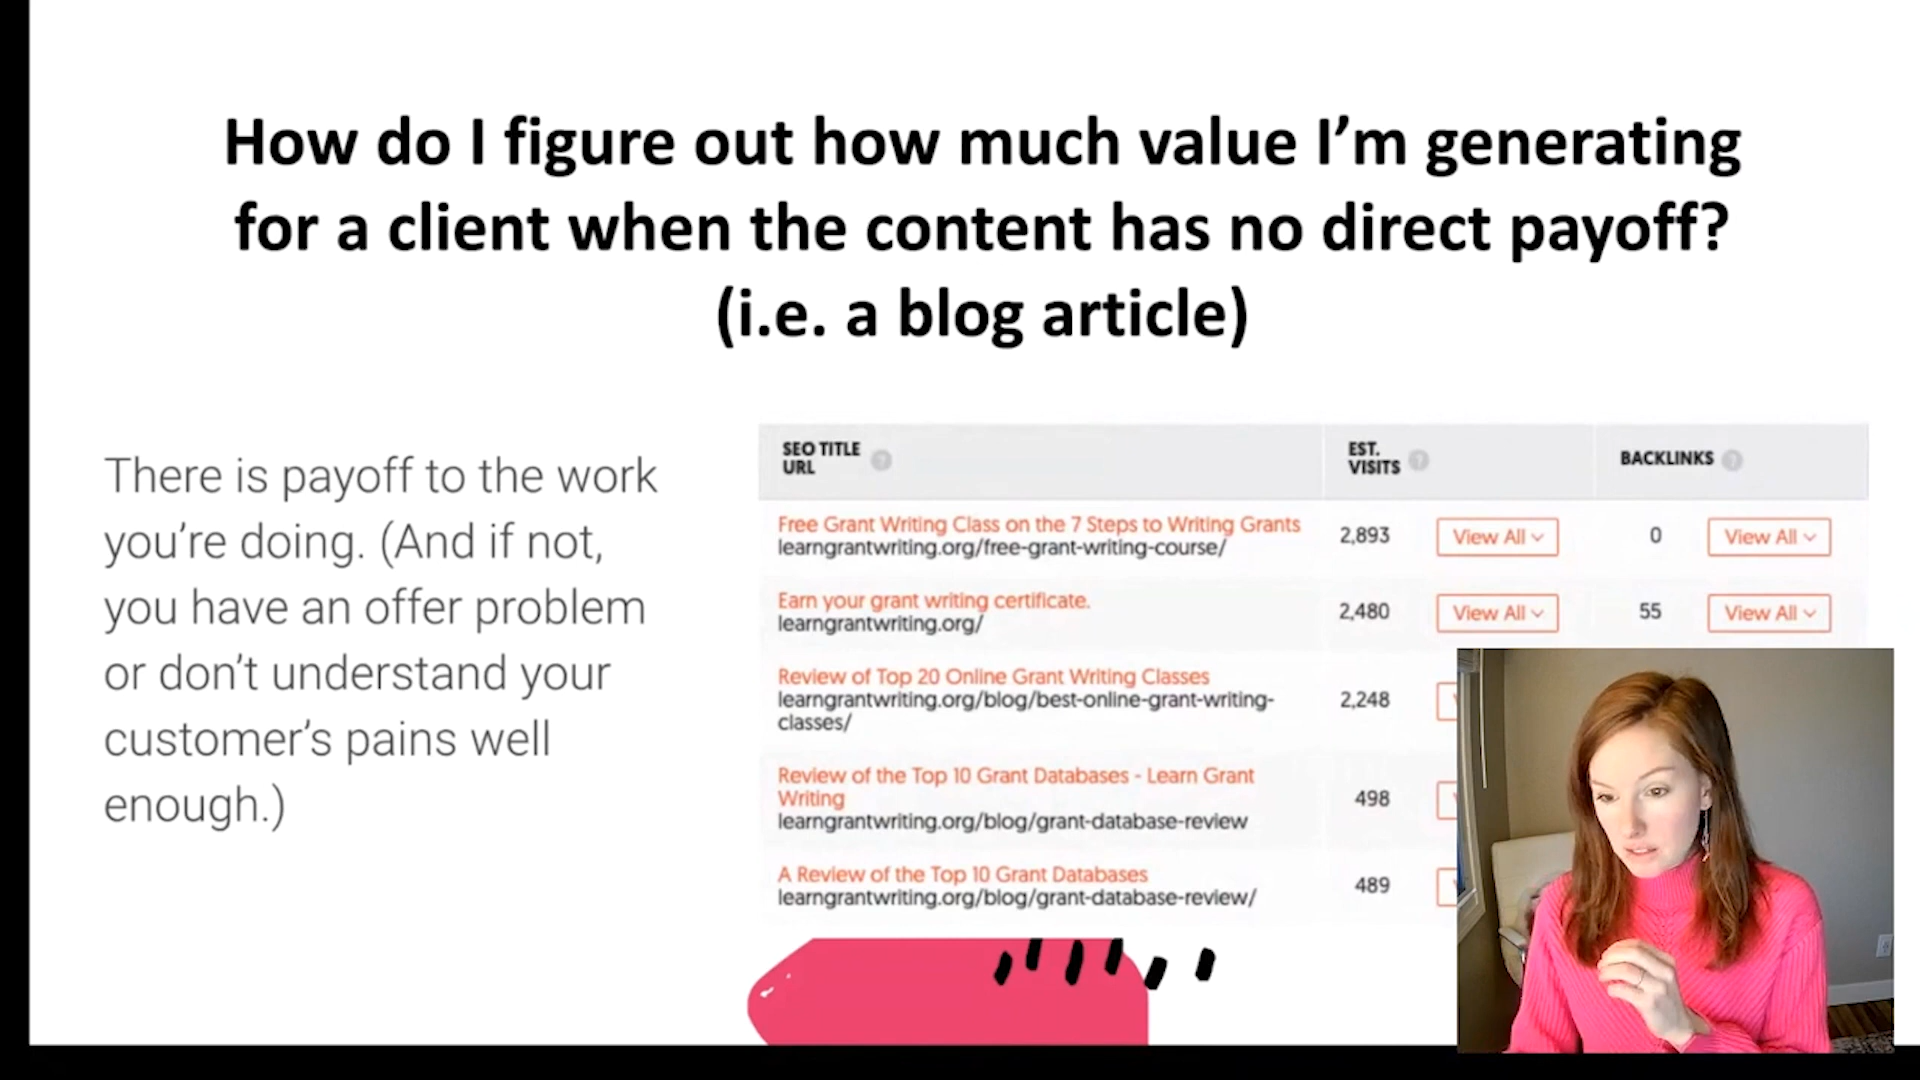 How do I figure out how much value I’m generating
for a client when the content has no direct payoff?
(i.e. a blog article)
There is payoff to the work
you’re doing. (And if not,
you have an offer problem
or don’t understand your
customer’s pains well
enough.)
SEO TITLE
URL
EST.
VISITS
BACKLINKS
Free Grant Writing Class on the 7 Steps to Writing Grants
learngrantwriting.org/free-grant-writing-course/
2,893
View All
0
View All
Earn your grant writing certificate.
learngrantwriting.org/
2,480
View All
55
View All
Review of Top 20 Online Grant Writing Classes
learngrantwriting.org/blog/best-online-grant-writing-
classes/
2,248
Review of the Top 10 Grant Databases - Learn Grant
Writing
learngrantwriting.org/blog/grant-database-review
498
A Review of the Top 10 Grant Databases
learngrantwriting.org/blog/grant-database-review/
489